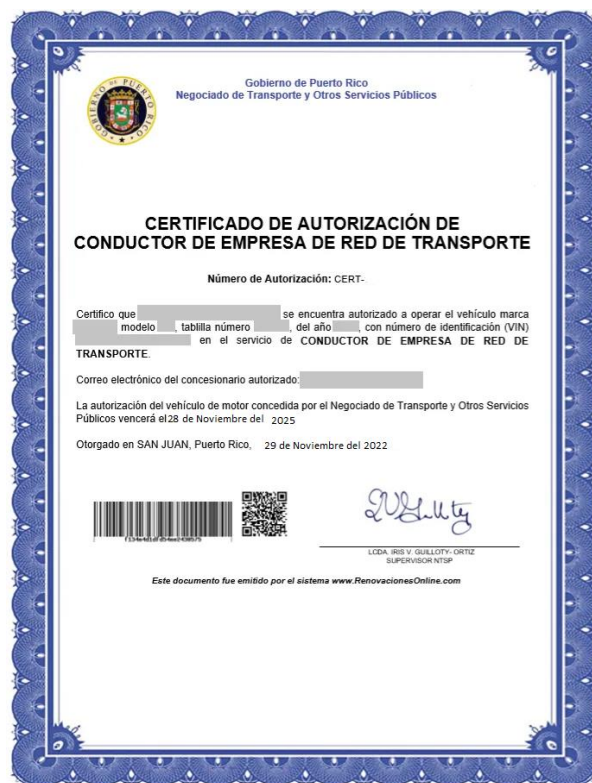 GOBIERNO DE PUERTO RICO
Gobierno de Puerto Rico
Negociado de Transporte y Otros Servicios Públicos
CERTIFICADO DE AUTORIZACIÓN DE
CONDUCTOR DE EMPRESA DE RED DE TRANSPORTE
Número de Autorización: CERT-
Certifico que se encuentra autorizado a operar el vehículo marca
modelo , tablilla número , del año , con número de identificación (VIN)
en el servicio de CONDUCTOR DE EMPRESA DE RED DE
TRANSPORTE.
Correo electrónico del concesionario autorizado:
La autorización del vehículo de motor concedida por el Negociado de Transporte y Otros Servicios
Públicos vencerá el 28 de Noviembre del 2025
Otorgado en SAN JUAN, Puerto Rico, 29 de Noviembre del 2022
LCDA. IRIS V. GUILLOTY- ORTIZ
SUPERVISOR NTSP
Este documento fue emitido por el sistema www.RenovacionesOnline.com